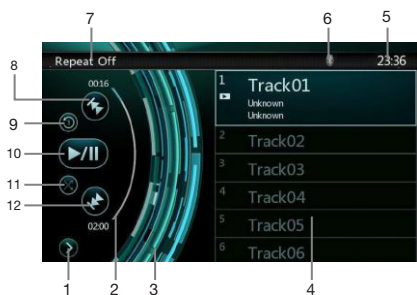 7
6
5
Repeat Off
23:36
8
00:16
1
Track01
Unknown
Unknown
9
10
2
Track02
3
Track03
11
4
Track04
12
02:00
5
Track05
6
Track06
1
2
3
4